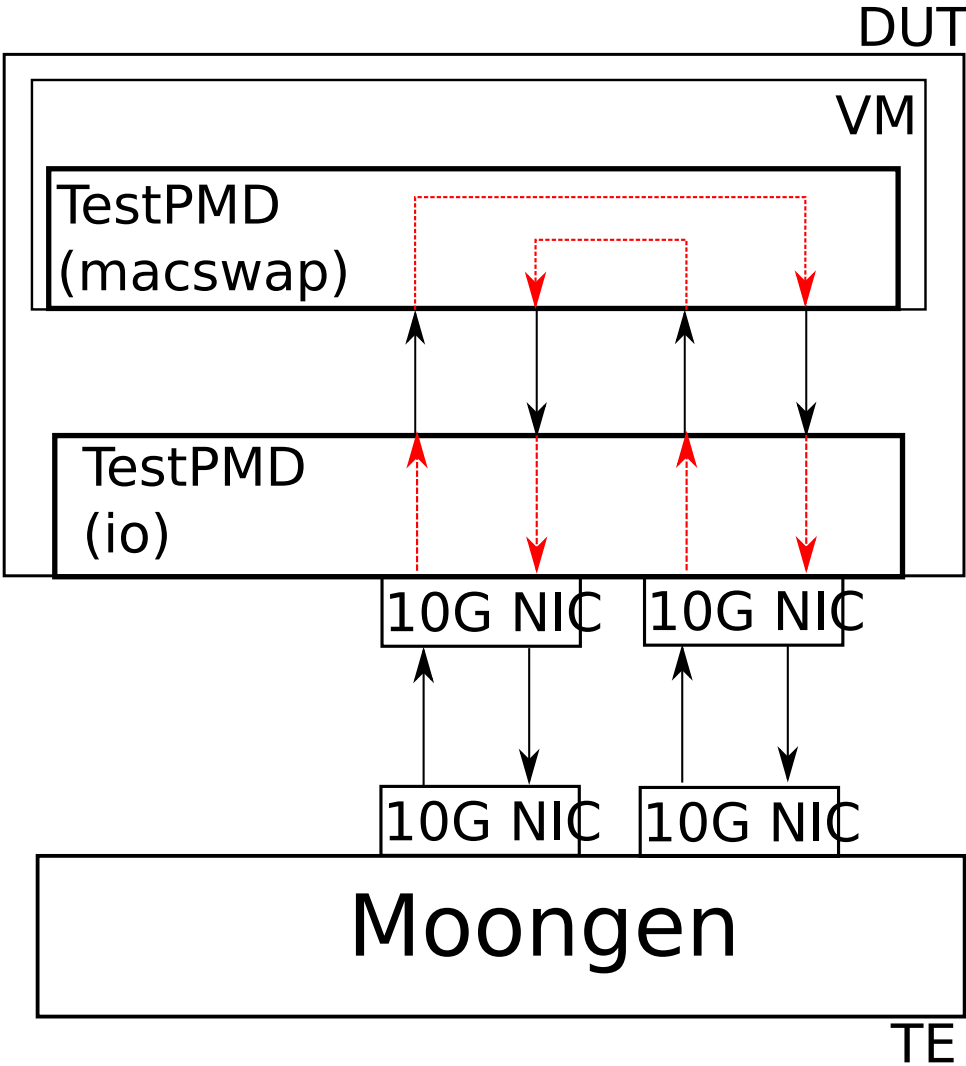 DUT
VM
TestPMD
(macswap)
TestPMD
(io)
10G NIC
10G NIC
10G NIC
10G NIC
Moongen
TE